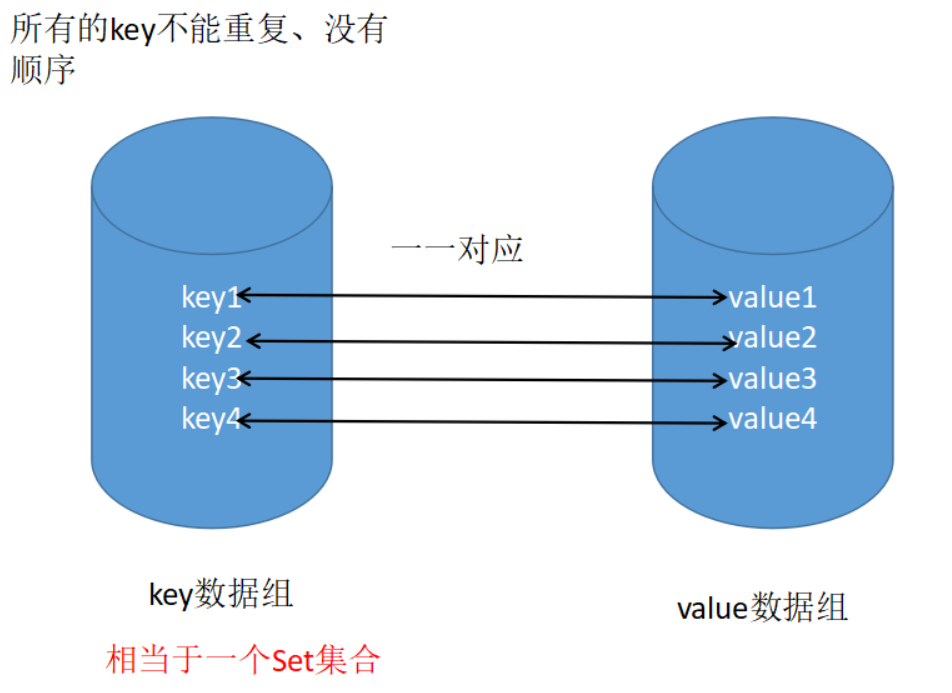 所有的key不能重复、没有
顺序
一一对应
key1
value1
key2
value2
key3
value3
key4
value4
key数据组
value数据组
相当于一个Set集合